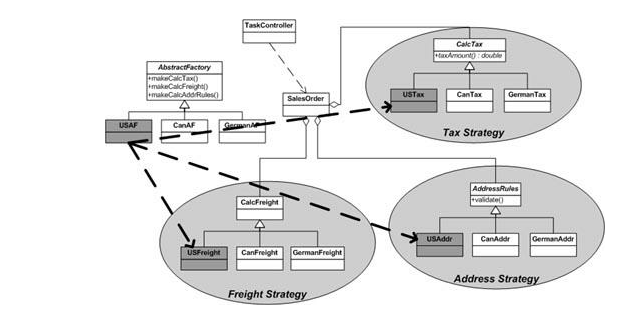 TaskController
AbstractFactory
+makeCalcTax()
+makeCalcFreight()
+makeCalcAddrRules()
USAF
CanAF
GermanAF
SalesOrder
CalcTax
+taxAmount() : double
USTax
CanTax
GermanTax
Tax Strategy
CalcFreight
USFreight
CanFreight
GermanFreight
Freight Strategy
AddressRules
+validate()
USAddr
CanAddr
GermanAddr
Address Strategy